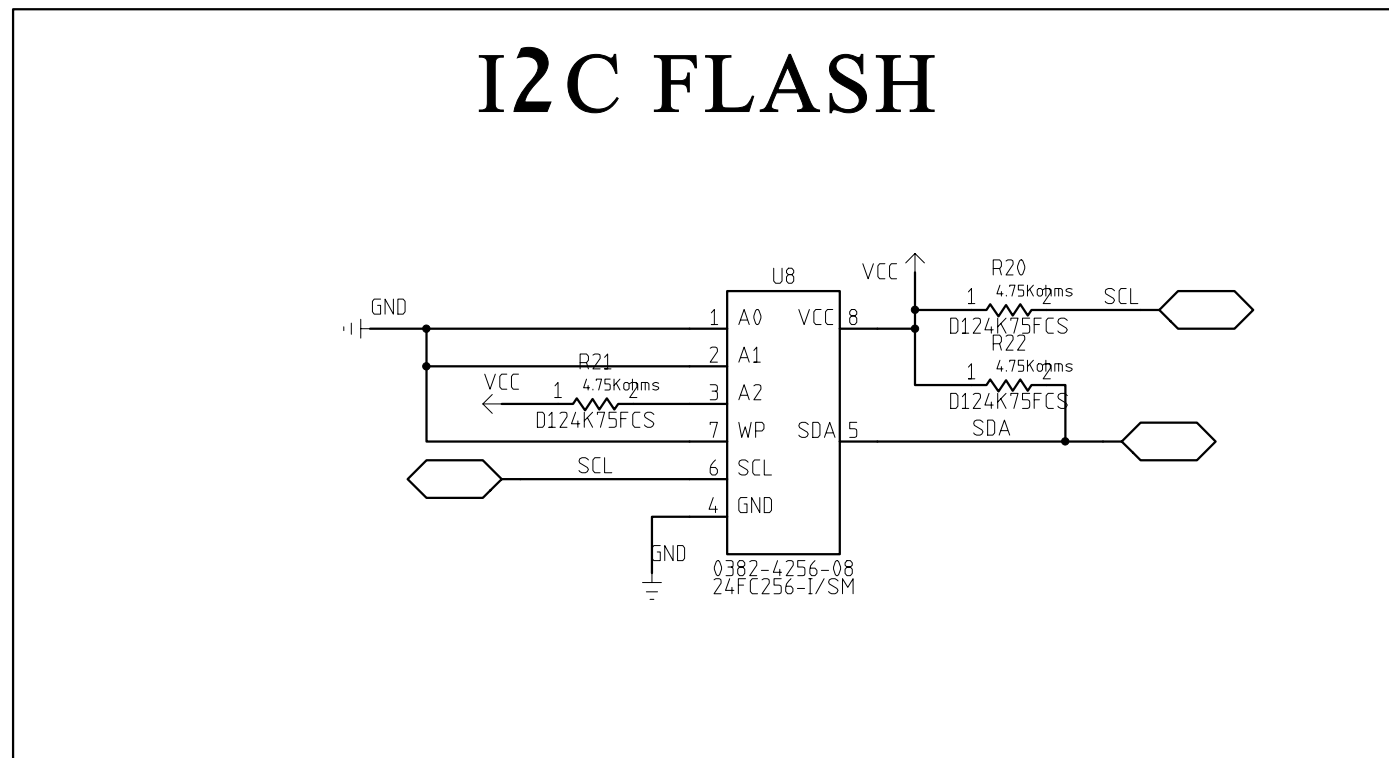 I2C FLASH
U8
VCC
R20
4.75Kohms
1 2
SCL
D124K75FCS
GND
1 A0
VCC 8
R22
4.75Kohms
1 2
D124K75FCS
2 A1
R21
4.75Kohms
VCC
1 2
D124K75FCS
3 A2
7 WP
SDA 5
SDA
SCL
6 SCL
4 GND
GND
0382-4256-08
24FC256-I/SM